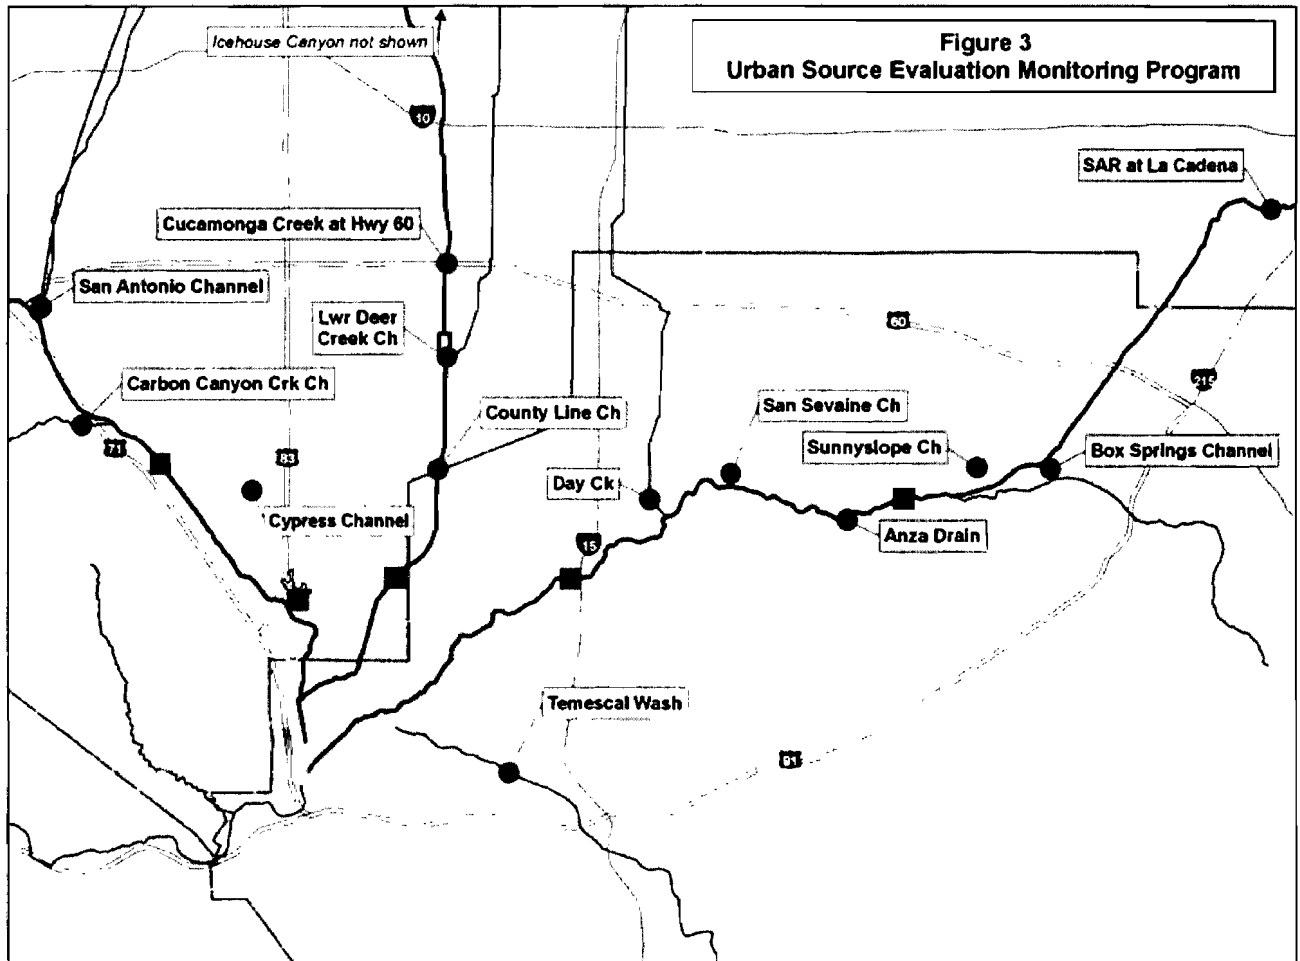 Figure 3
Urban Source Evaluation Monitoring Program
Icehouse Canyon not shown
10
SAR at La Cadena
Cucamonga Creek at Hwy 60
San Antonio Channel
Lwr Deer
Creek Ch
60
215
Carbon Canyon Crk Ch
County Line Ch
San Sevaine Ch
71
83
Sunnyslope Ch
Box Springs Channel
Day Ck
Cypress Channel
Anza Drain
15
Temescal Wash
91